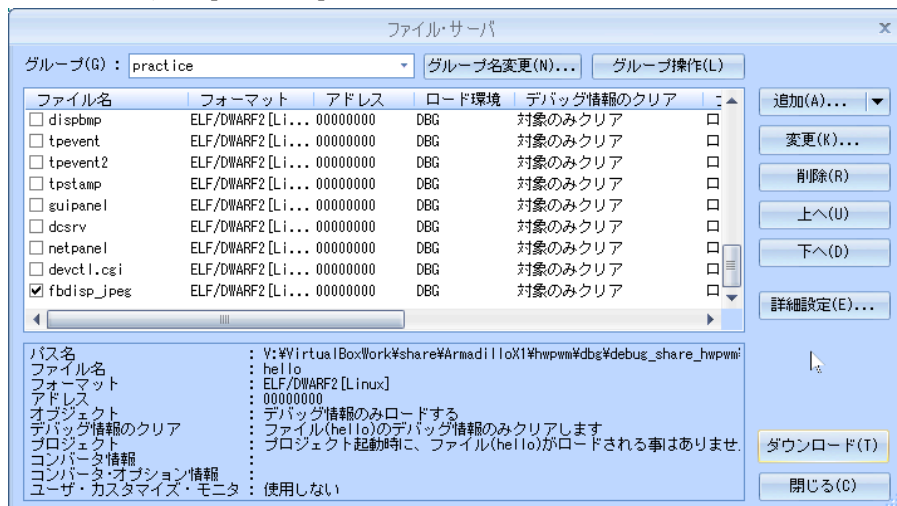 ファイル・サーバ x
グループ(G) : practice グループ名変更(N)... グループ操作(L)
ファイル名 フォーマット アドレス ロード環境 デバッグ情報のクリア
dispbmp ELF/DWARF2[Li... 00000000 DBG 対象のみクリア ロ
tpevent ELF/DWARF2[Li... 00000000 DBG 対象のみクリア ロ
tpevent2 ELF/DWARF2[Li... 00000000 DBG 対象のみクリア ロ
tpstamp ELF/DWARF2[Li... 00000000 DBG 対象のみクリア ロ
guipanel ELF/DWARF2[Li... 00000000 DBG 対象のみクリア ロ
dcsrv ELF/DWARF2[Li... 00000000 DBG 対象のみクリア ロ
netpanel ELF/DWARF2[Li... 00000000 DBG 対象のみクリア ロ
devctl.cgi ELF/DWARF2[Li... 00000000 DBG 対象のみクリア ロ
fbdisp_jpeg ELF/DWARF2[Li... 00000000 DBG 対象のみクリア ロ
追加(A)...
変更(K)...
削除(R)
上へ(U)
下へ(D)
詳細設定(E)...
パス名 : V:¥VirtualBoxWork¥share¥ArmadilloX1¥hwpwm¥dbg¥debug_share_hwpwm
ファイル名 : hello
フォーマット : ELF/DWARF2[Linux]
アドレス : 00000000
オブジェクト : デバッグ情報のみロードする
デバッグ情報のクリア : ファイル(hello)のデバッグ情報のみクリアします
プロジェクト : プロジェクト起動時に、ファイル(hello)がロードされる事はありませ
コンバータ情報 :
コンバータ・オプション情報 :
ユーザ・カスタマイズ・モニタ : 使用しない
ダウンロード(T)
閉じる(C)